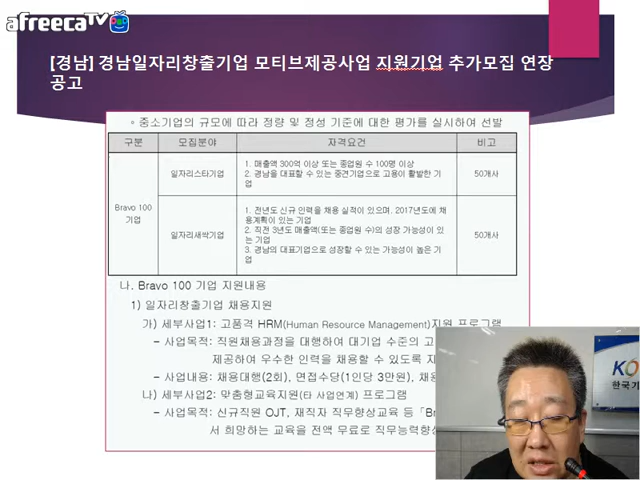 afreecaTV
[경남] 경남일자리창출기업 모티브제공사업 지원기업 추가모집 연장
공고
◦ 중소기업의 규모에 따라 정량 및 정성 기준에 대한 평가를 실시하여 선발
구분 모집분야 자격요건 비고
Bravo 100
기업
일자리스타기업
1. 매출액 300억 이상 또는 종업원 수 100명 이상
2. 경남을 대표할 수 있는 중견기업으로 고용이 활발한 기
업
50개사
일자리새싹기업
1. 전년도 신규 인력을 채용 실적이 있으며, 2017년도에 채
용계획이 있는 기업
2. 직전 3년도 매출액(또는 종업원 수)의 성장 가능성이 있
는 기업
3. 경남의 대표기업으로 성장할 수 있는 가능성이 높은 기
업
50개사
나. Bravo 100 기업 지원내용
1) 일자리창출기업 채용지원
가) 세부사업1: 고품격 HRM(Human Resource Management)지원 프로그램
- 사업목적: 직원채용과정을 대행하여 대기업 수준의 고
제공하여 우수한 인력을 채용할 수 있도록 지
- 사업내용: 채용대행(2회), 면접수당(1인당 3만원), 채용
나) 세부사업2: 맞춤형교육지원(타 사업연계) 프로그램
- 사업목적: 신규직원 OJT, 재직자 직무향상교육 등 「Br
서 희망하는 교육을 전액 무료로 직무능력향상
KO
한국기